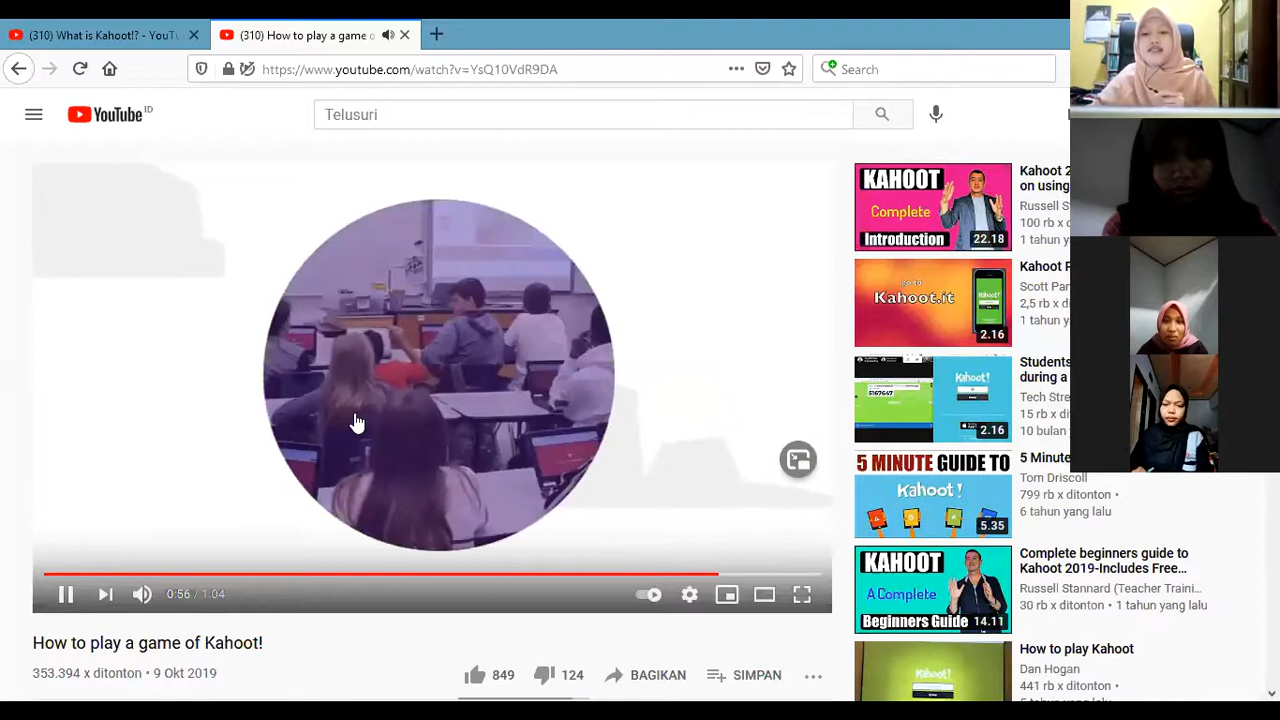 (310) What is Kahoot!? - YouTu
(310) How to play a game o
https://www.youtube.com/watch?v=YsQ10VdR9DA
Search
YouTube ID
Telusuri
KAHOOT
Complete
Introduction
22.18
Kahoot 2
on using
Russell S
100 rb x d
1 tahun ya
go to
Kahoot.it
2.16
Kahoot F
Scott Par
2,5 rb x di
1 tahun ya
5167647
Kahoot!
2.16
Students
during a
Tech Stre
15 rb x di
10 bulan
5 MINUTE GUIDE TO
Kahoot!
5.35
5 Minute
Tom Driscoll
799 rb x ditonton •
6 tahun yang lalu
KAHOOT
A Complete
Beginners Guide
14.11
Complete beginners guide to
Kahoot 2019-Includes Free...
Russell Stannard (Teacher Traini...
30 rb x ditonton • 1 tahun yang lalu
Kahoot!
How to play Kahoot
Dan Hogan
441 rb x ditonton •
0:56 / 1:04
How to play a game of Kahoot!
353.394 x ditonton • 9 Okt 2019
849
124
BAGIKAN
SIMPAN